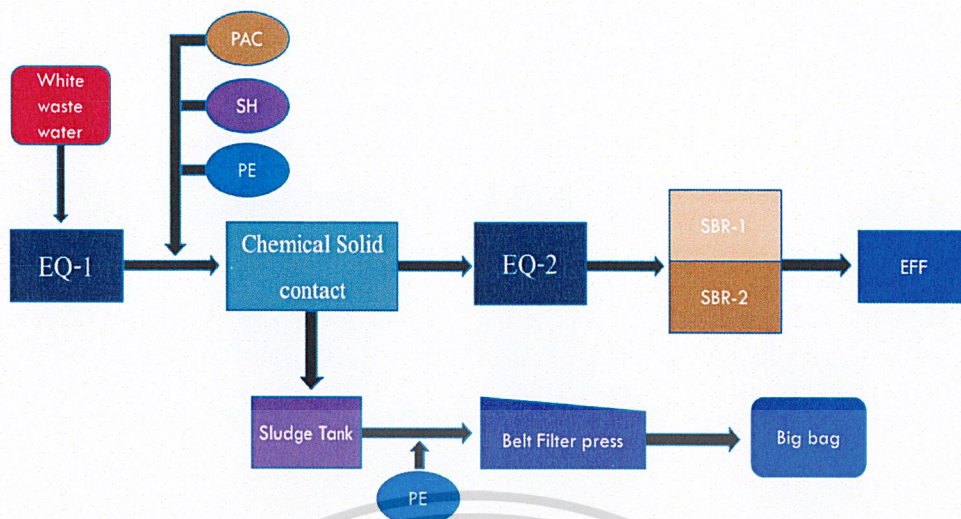 PAC
White
waste
water
SH
PE
EQ-1
Chemical Solid
contact
EQ-2
SBR-1
SBR-2
EFF
Sludge Tank
Belt Filter press
Big bag
PE